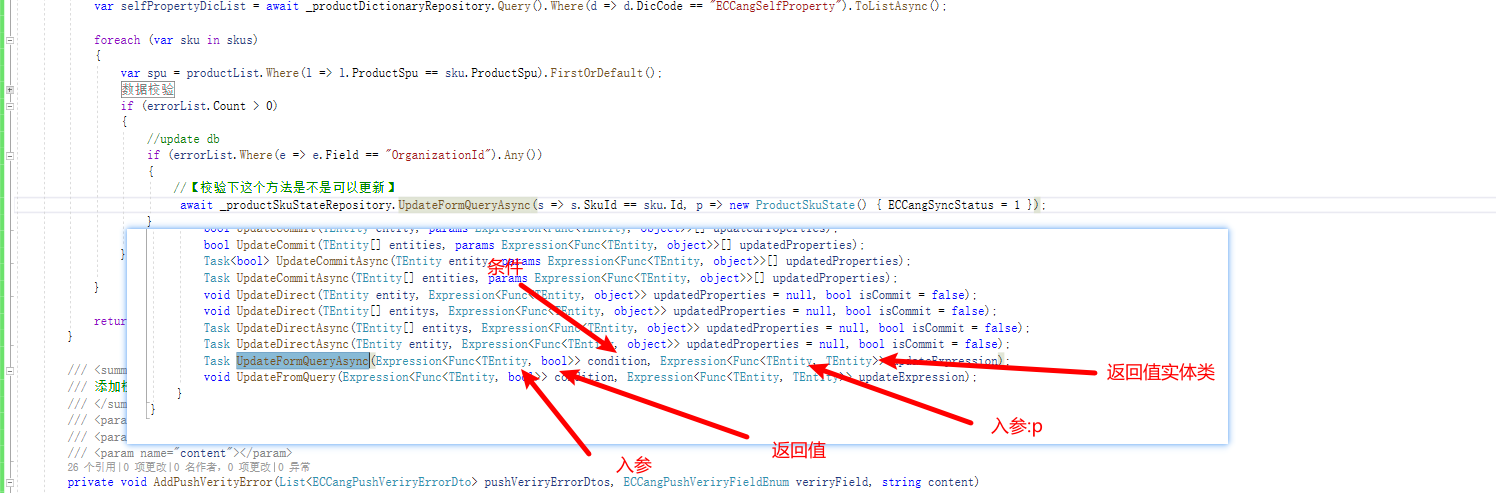 var selfPropertyDicList = await _productDictionaryRepository.Query().Where(d => d.DicCode == "ECCangSelfProperty").ToListAsync();
foreach (var sku in skus)
{
var spu = productList.Where(l => l.ProductSpu == sku.ProductSpu).FirstOrDefault();
数据校验
if (errorList.Count > 0)
{
//update db
if (errorList.Where(e => e.Field == "OrganizationId").Any())
{
//【校验下这个方法是不是可以更新】
await _productSkuStateRepository.UpdateFormQueryAsync(s => s.SkuId == sku.Id, p => new ProductSkuState() { ECCangSyncStatus = 1 });
}
bool UpdateCommit(TEntity entity, params Expression<Func<TEntity, object>>[] updatedProperties);
bool UpdateCommit(TEntity[] entities, params Expression<Func<TEntity, object>>[] updatedProperties);
}
Task<bool> UpdateCommitAsync(TEntity entity, params Expression<Func<TEntity, object>>[] updatedProperties);
条件
Task UpdateCommitAsync(TEntity[] entities, params Expression<Func<TEntity, object>>[] updatedProperties);
}
void UpdateDirect(TEntity entity, Expression<Func<TEntity, object>> updatedProperties = null, bool isCommit = false);
void UpdateDirect(TEntity[] entitys, Expression<Func<TEntity, object>> updatedProperties = null, bool isCommit = false);
return
Task UpdateDirectAsync(TEntity[] entitys, Expression<Func<TEntity, object>> updatedProperties = null, bool isCommit = false);
}
Task UpdateDirectAsync(TEntity entity, Expression<Func<TEntity, object>> updatedProperties = null, bool isCommit = false);
Task UpdateFormQueryAsync(Expression<Func<TEntity, bool>> condition, Expression<Func<TEntity, TEntity>> updateExpression);
/// <summ
返回值实体类
void UpdateFromQuery(Expression<Func<TEntity, bool>> condition, Expression<Func<TEntity, TEntity>> updateExpression);
/// 添加
}
/// </sum
}
/// <para
入参:p
/// <para
返回值
/// <param name="content"></param>
入参
26 个引用|0 项更改|0 名作者，0 项更改|0 异常
private void AddPushVerityError(List<ECCangPushVeriryErrorDto> pushVeriryErrorDtos, ECCangPushVeriryFieldEnum veriryField, string content)